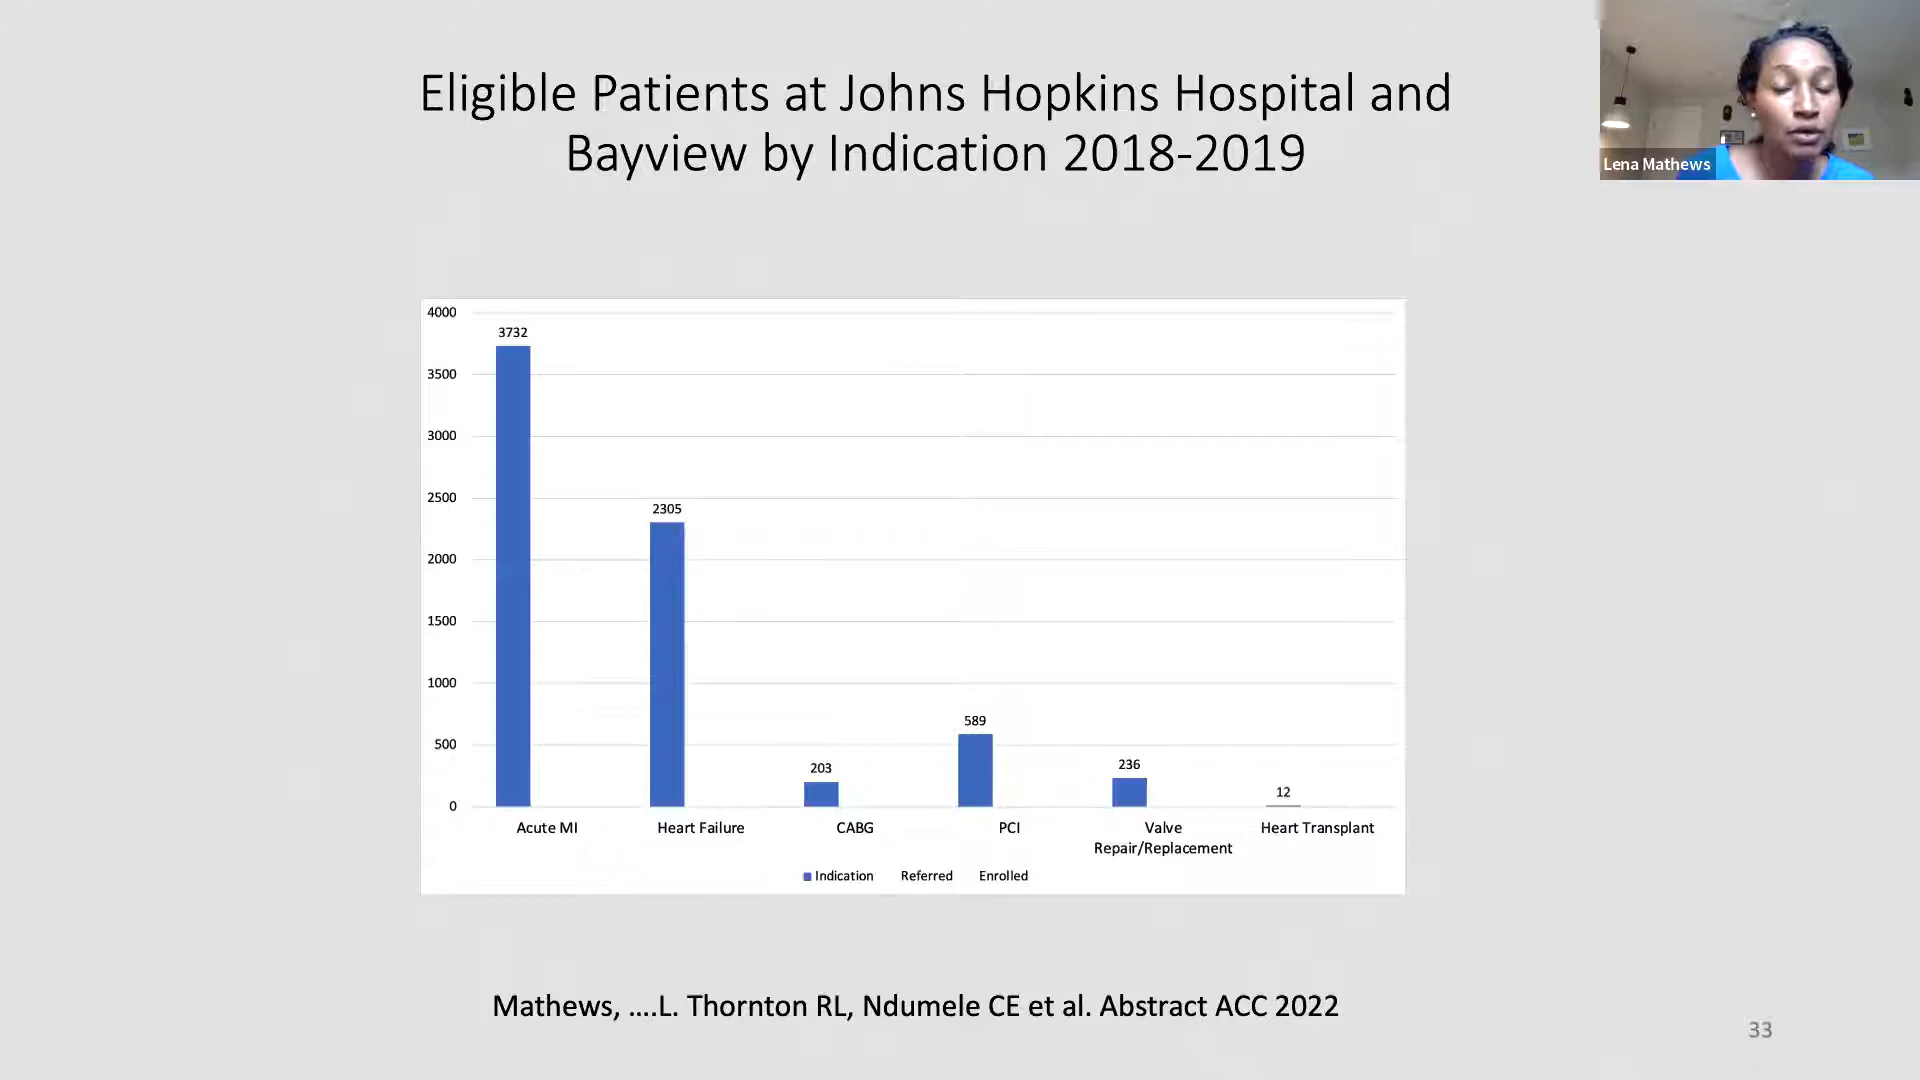 Eligible Patients at Johns Hopkins Hospital and
Bayview by Indication 2018-2019
Lena Mathews
4000
3500
3000
2500
2000
1500
1000
500
0
3732
2305
203
589
236
12
Acute MI
Heart Failure
CABG
PCI
Valve
Repair/Replacement
Heart Transplant
Indication Referred Enrolled
Mathews, ....L. Thornton RL, Ndumele CE et al. Abstract ACC 2022
33